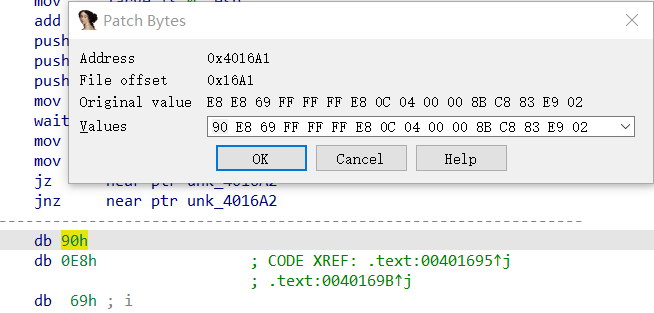 add
push
push
push
mov
wait
mov
mov
jz near ptr unk_4016A2
jnz near ptr unk_4016A2
Patch Bytes
Address 0x4016A1
File offset 0x16A1
Original value E8 E8 69 FF FF FF E8 0C 04 00 00 8B C8 83 E9 02
Values 90 E8 69 FF FF FF E8 0C 04 00 00 8B C8 83 E9 02
OK Cancel Help
db 90h
db 0E8h ; CODE XREF: .text:00401695↑j
; .text:0040169B↑j
db 69h ; i